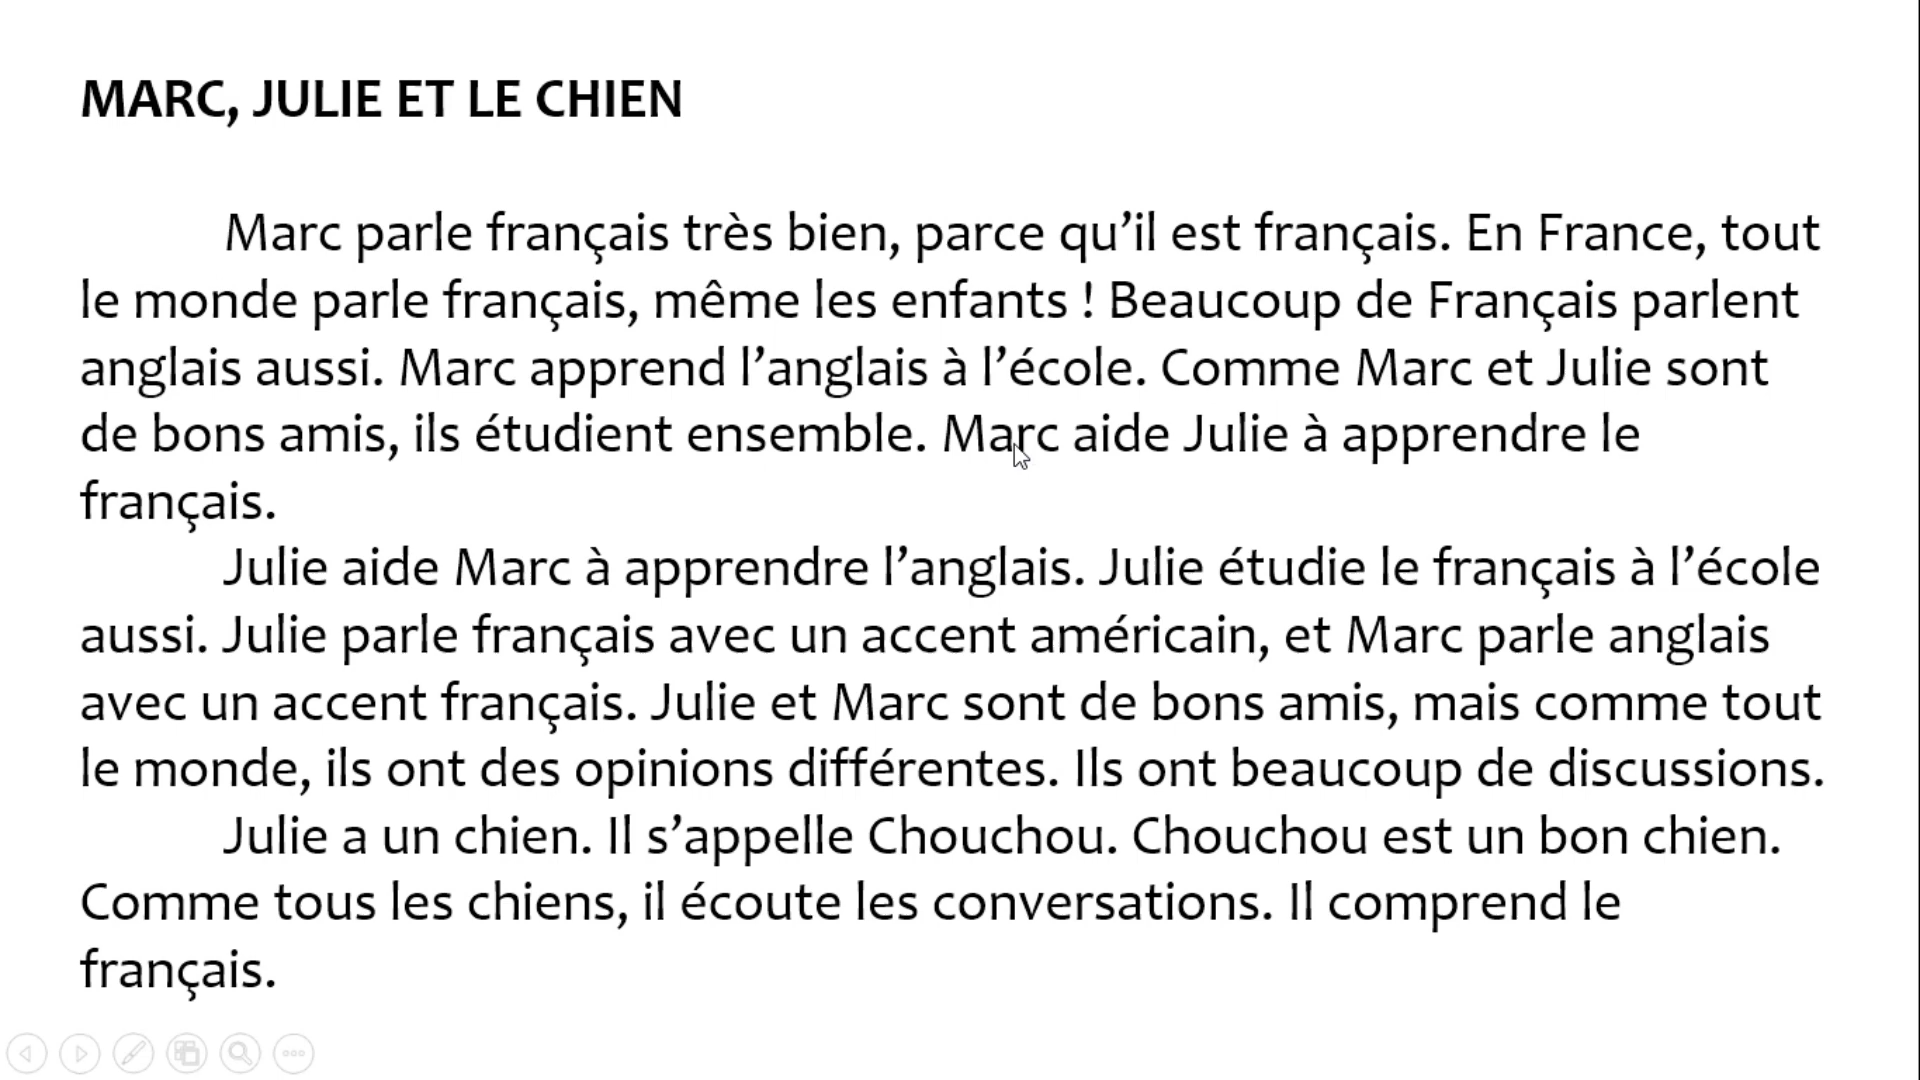 MARC, JULIE ET LE CHIEN
Marc parle français très bien, parce qu’il est français. En France, tout
le monde parle français, même les enfants ! Beaucoup de Français parlent
anglais aussi. Marc apprend l’anglais à l’école. Comme Marc et Julie sont
de bons amis, ils étudient ensemble. Marc aide Julie à apprendre le
français.
Julie aide Marc à apprendre l’anglais. Julie étudie le français à l’école
aussi. Julie parle français avec un accent américain, et Marc parle anglais
avec un accent français. Julie et Marc sont de bons amis, mais comme tout
le monde, ils ont des opinions différentes. Ils ont beaucoup de discussions.
Julie a un chien. Il s’appelle Chouchou. Chouchou est un bon chien.
Comme tous les chiens, il écoute les conversations. Il comprend le
français.